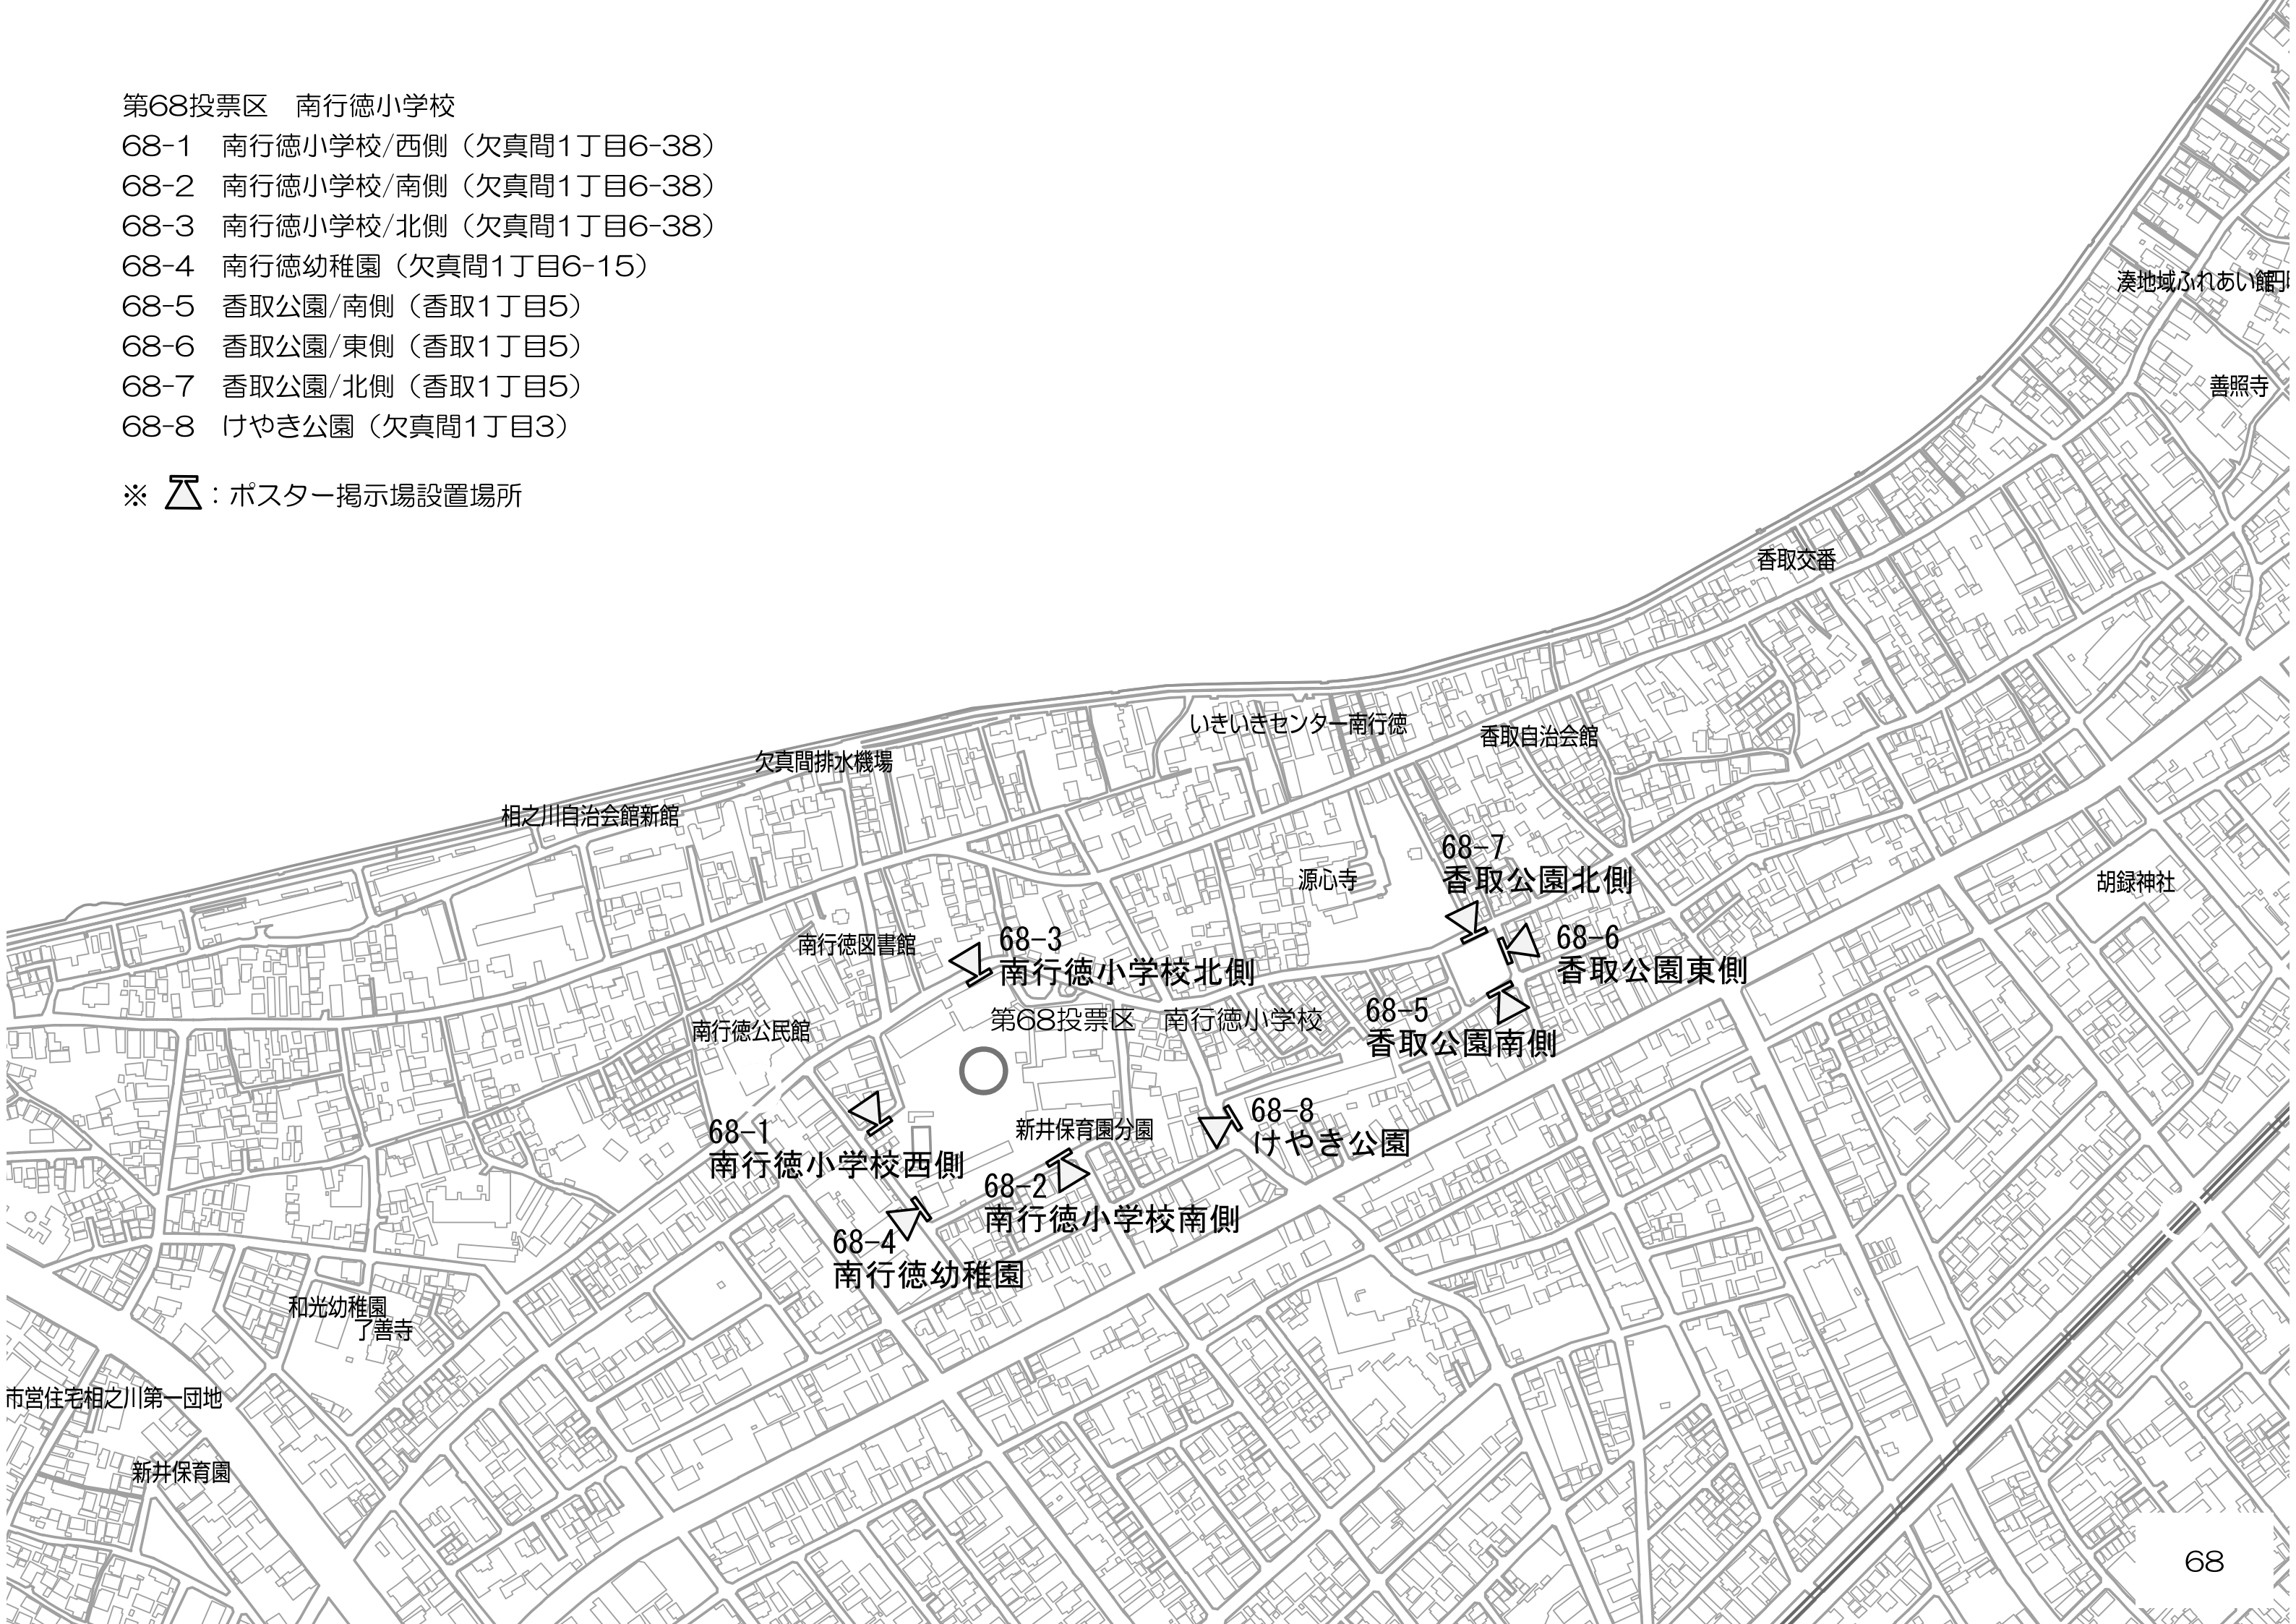 第68投票区　南行徳小学校
68-1　南行徳小学校/西側（欠真間1丁目6-38）
68-2　南行徳小学校/南側（欠真間1丁目6-38）
68-3　南行徳小学校/北側（欠真間1丁目6-38）
68-4　南行徳幼稚園（欠真間1丁目6-15）
68-5　香取公園/南側（香取1丁目5）
68-6　香取公園/東側（香取1丁目5）
68-7　香取公園/北側（香取1丁目5）
68-8　けやき公園（欠真間1丁目3）
※ ：ポスター掲示場設置場所
湊地域ふれあい館
善照寺
香取交番
いきいきセンター南行徳
香取自治会館
欠真間排水機場
相之川自治会館新館
68-7
香取公園北側
源心寺
胡録神社
南行徳図書館
68-3
南行徳小学校北側
68-6
香取公園東側
第68投票区　南行徳小学校
68-5
香取公園南側
南行徳公民館
68-1
南行徳小学校西側
新井保育園分園
68-8
けやき公園
68-2
南行徳小学校南側
68-4
南行徳幼稚園
和光幼稚園
了善寺
市営住宅相之川第一団地
新井保育園
68